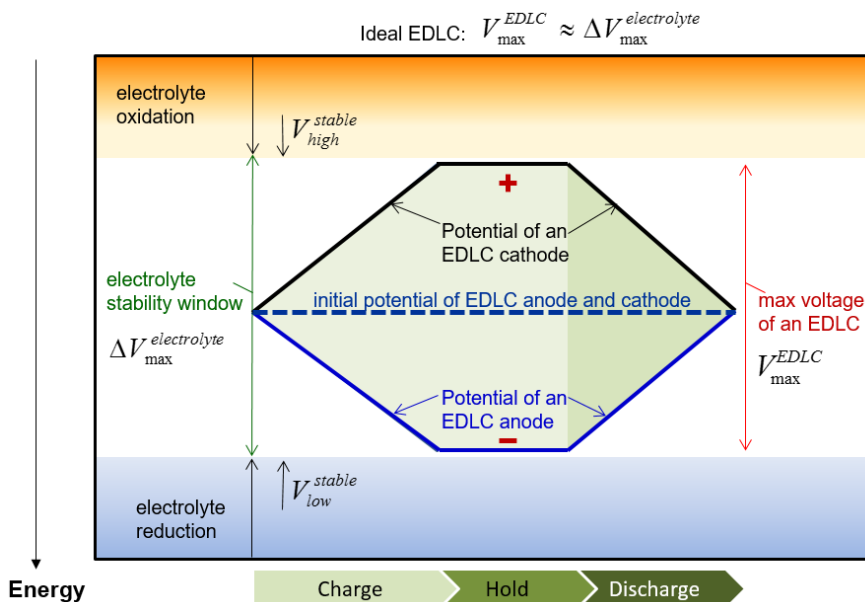 Ideal EDLC: V_max^EDLC ≈ ΔV_max^electrolyte
electrolyte
oxidation
V_high^stable
+
Potential of an
EDLC cathode
electrolyte
stability window
ΔV_max^electrolyte
initial potential of EDLC anode and cathode
max voltage
of an EDLC
V_max^EDLC
Potential of an
EDLC anode
−
V_low^stable
electrolyte
reduction
Energy
Charge
Hold
Discharge